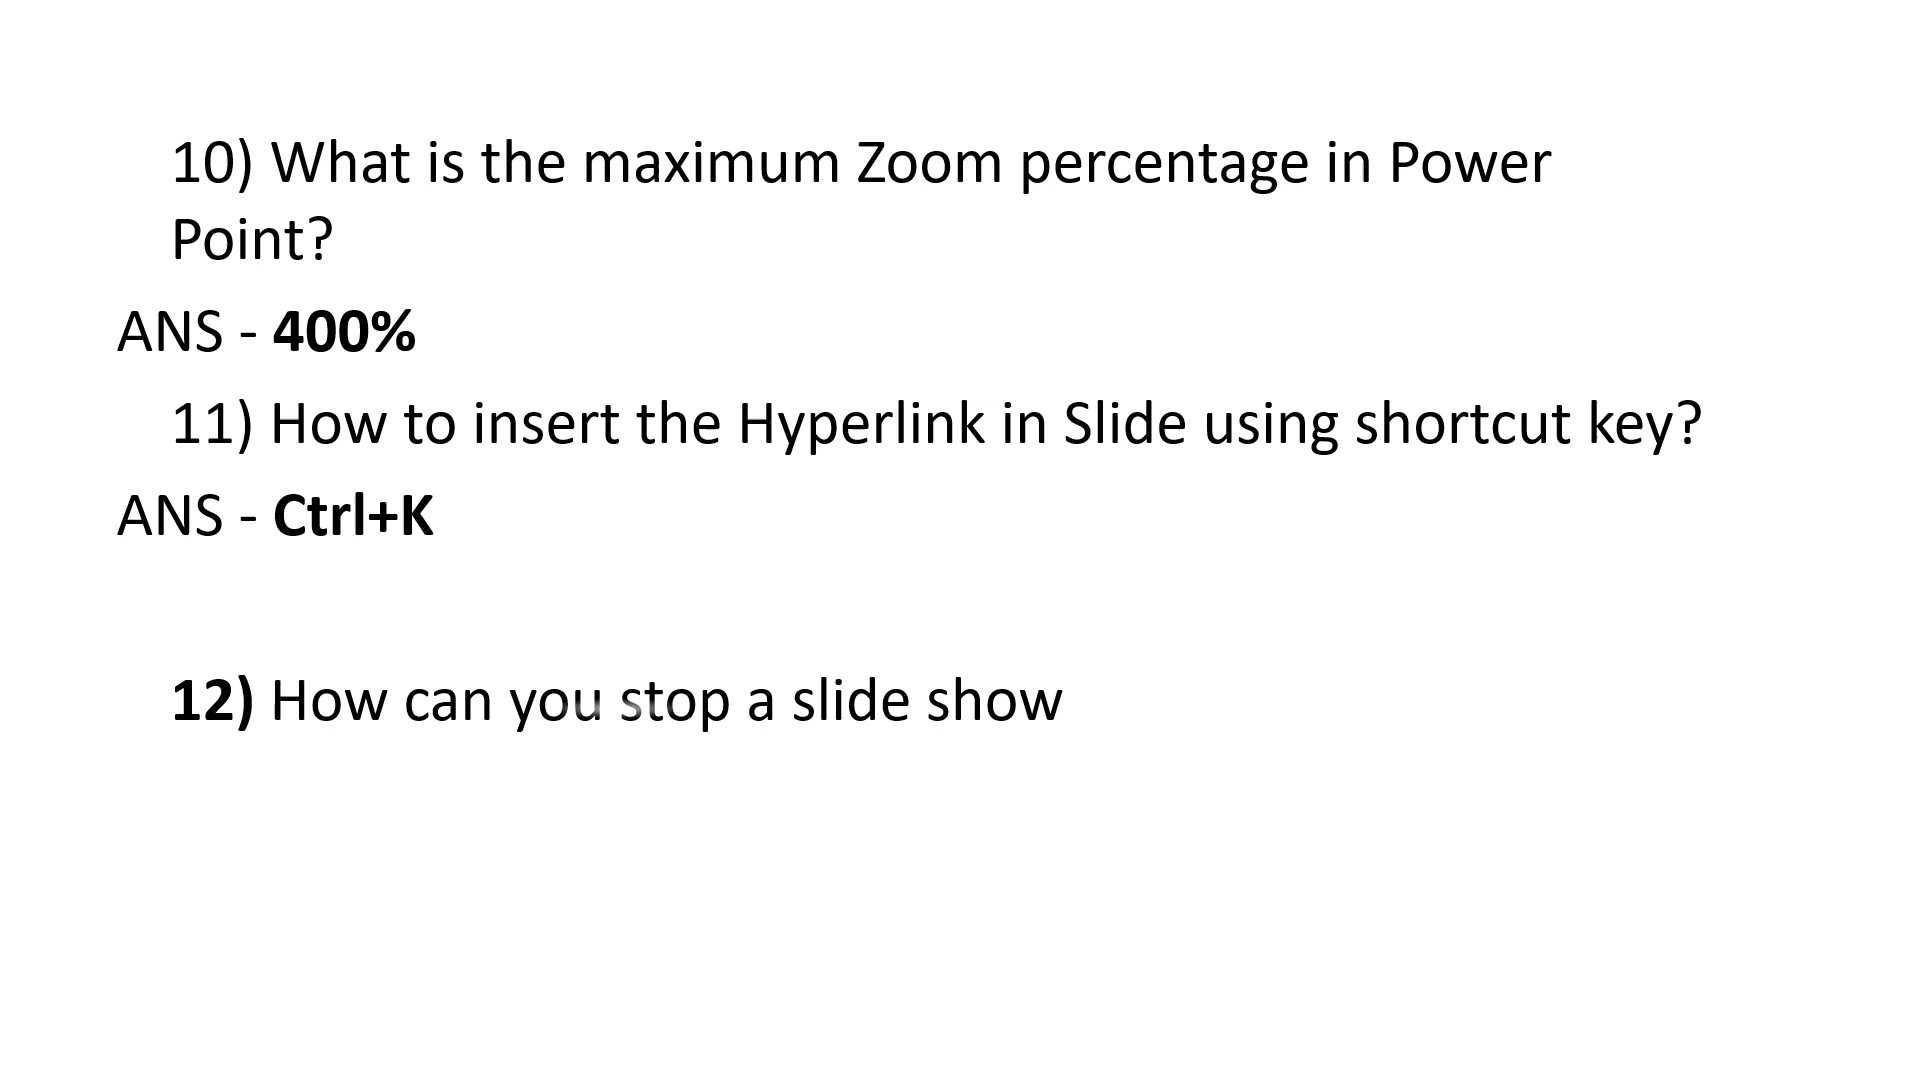 10) What is the maximum Zoom percentage in Power
Point?
ANS - 400%
11) How to insert the Hyperlink in Slide using shortcut key?
ANS - Ctrl+K
12) How can you stop a slide show